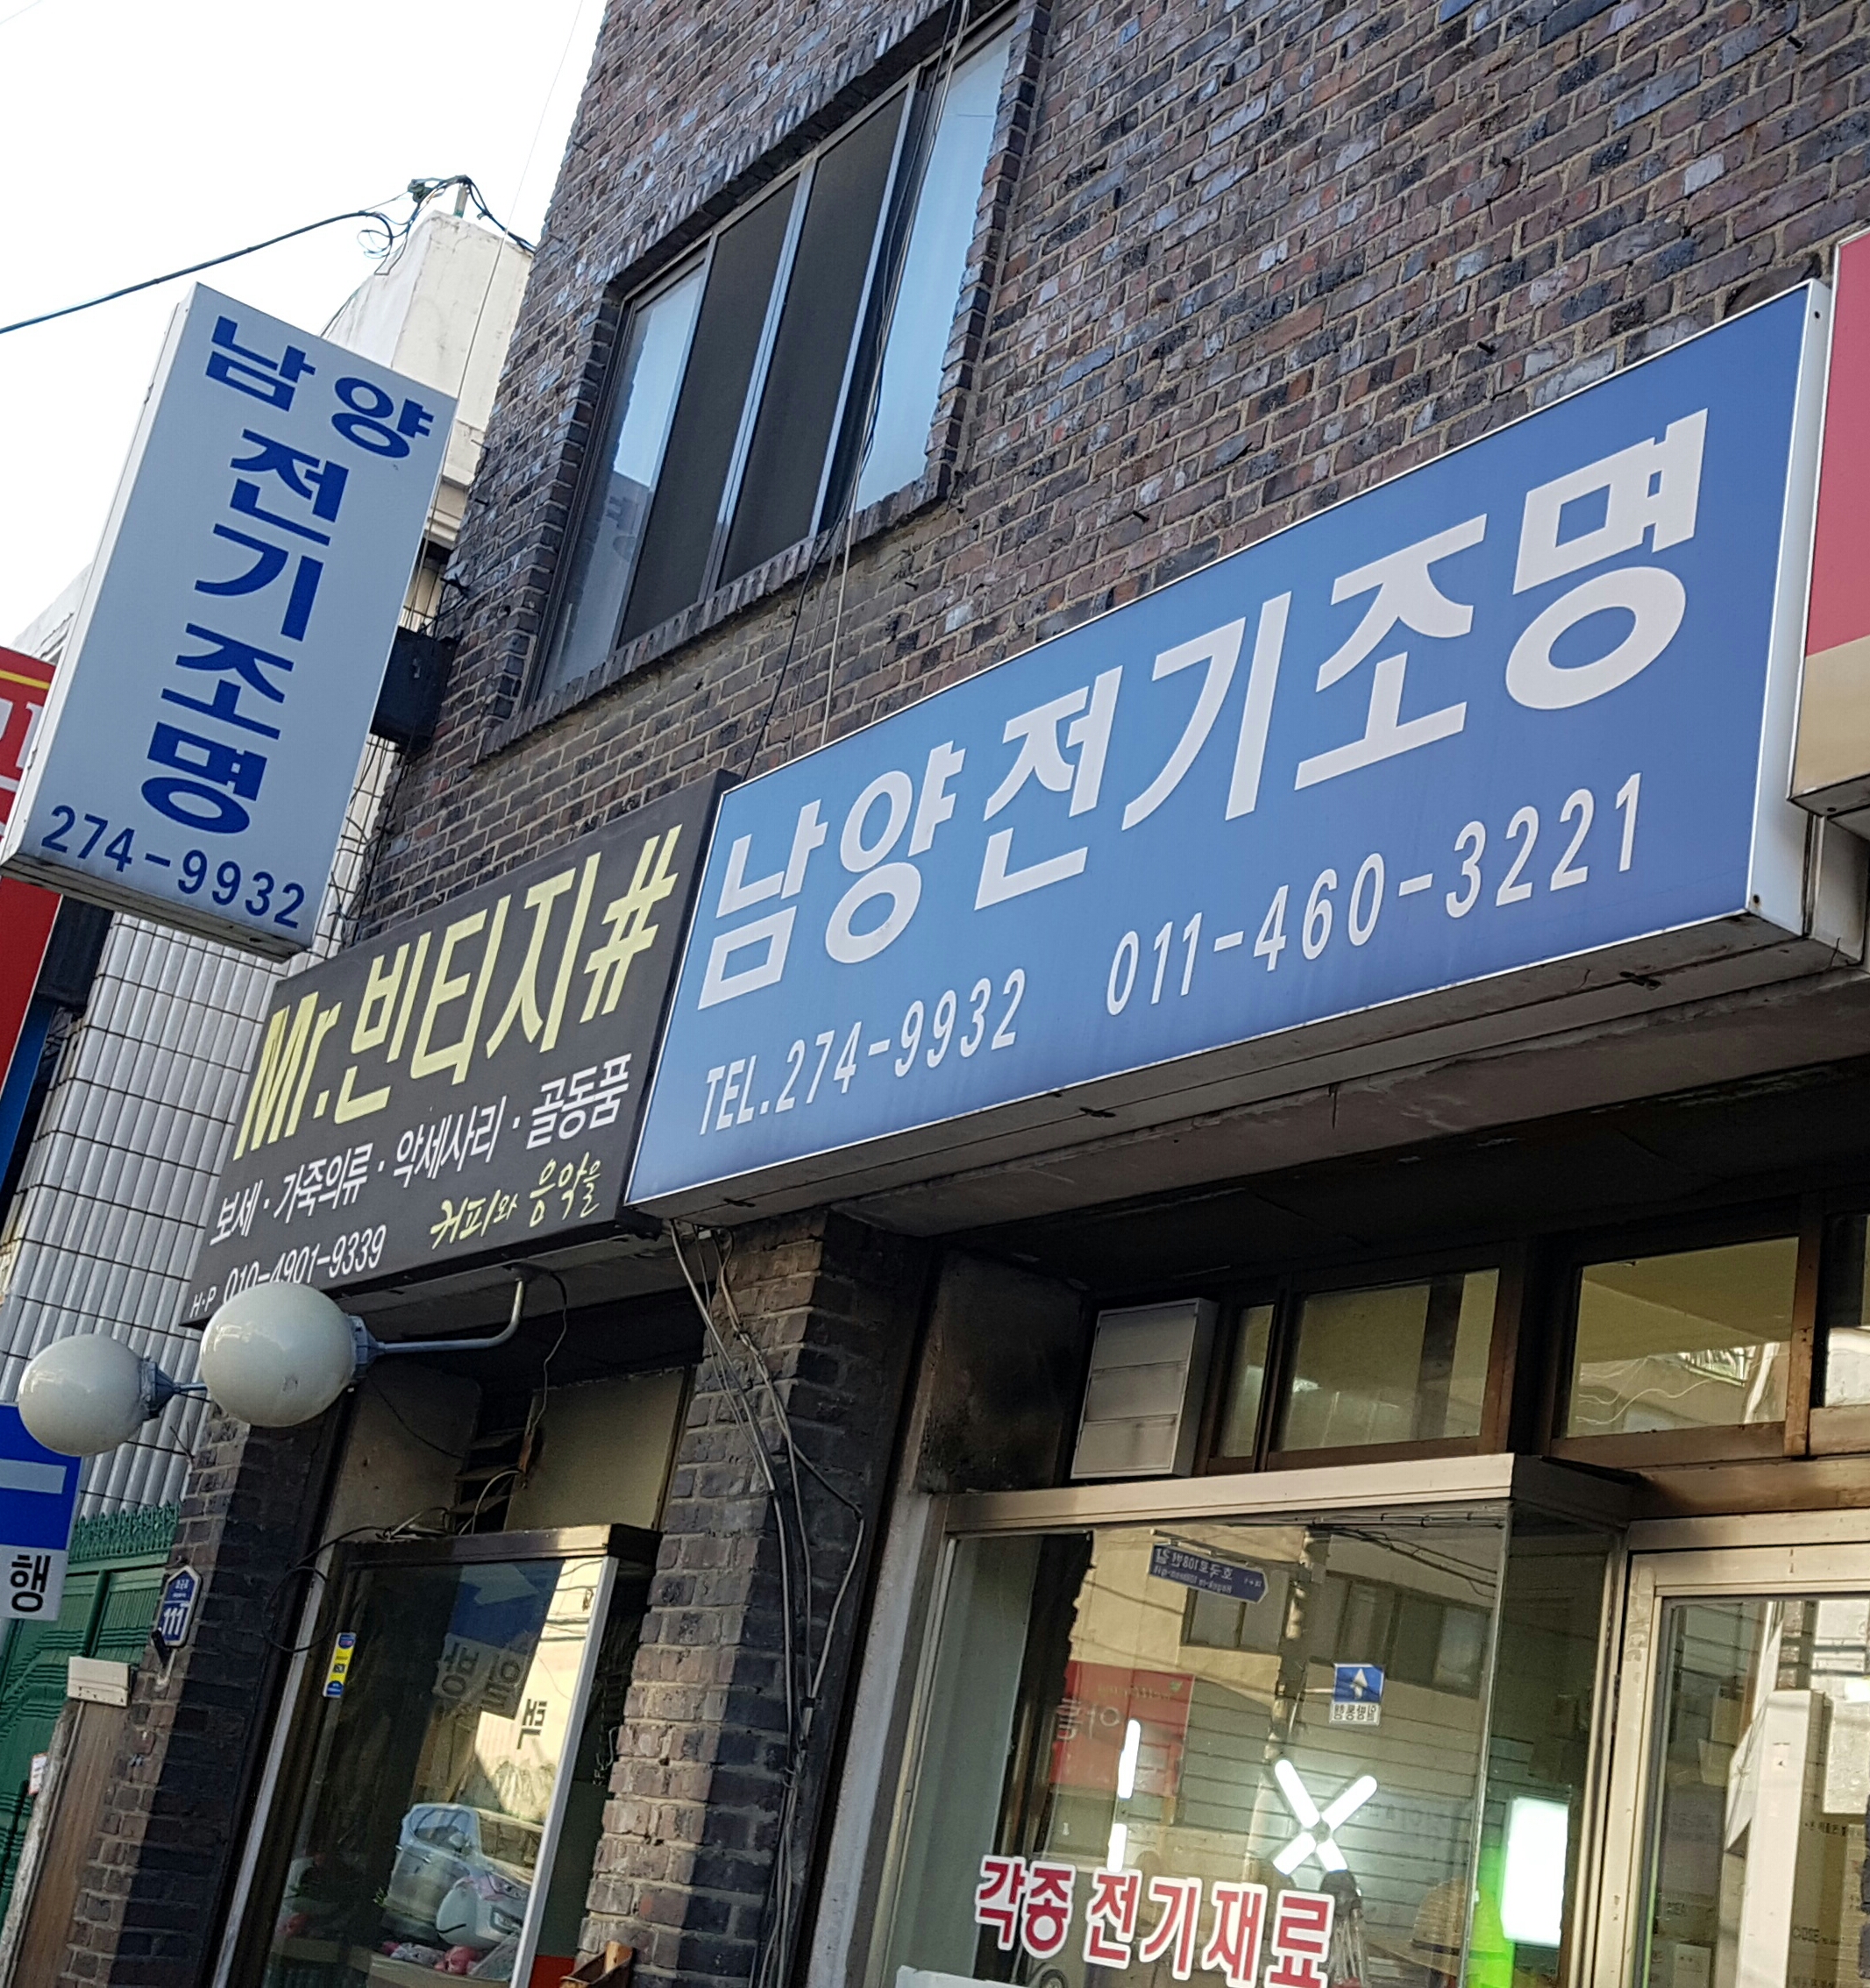 남양
전기조명
274-9932
Mr.빈티지#
보세·가죽의류·악세사리·골동품
커피와 음악을
H·P 010-4901-9339
남양전기조명
TEL.274-9932 011-460-3221
행
111
각종 전기재료